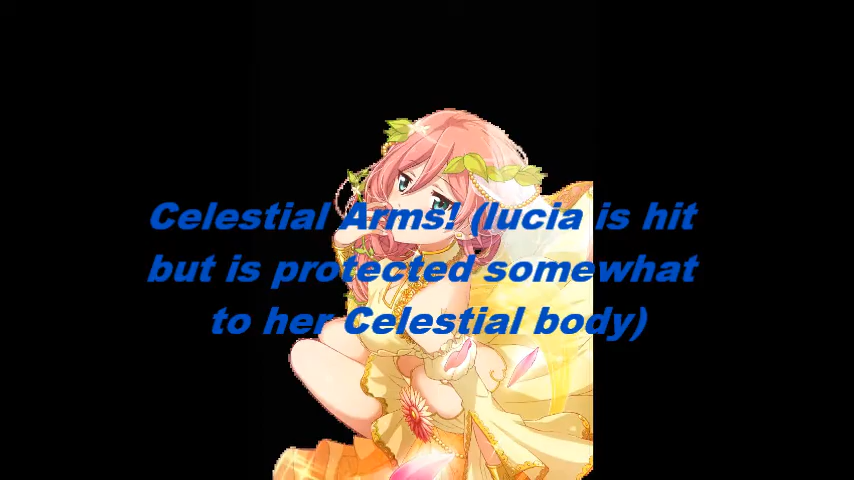 Celestial Arms! (lucia is hit
but is protected somewhat
to her Celestial body)